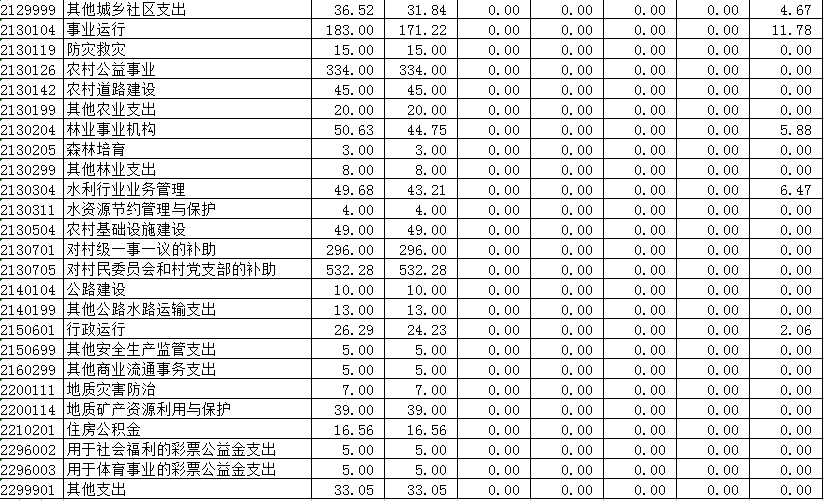 2129999 其他城乡社区支出 36.52 31.84 0.00 0.00 0.00 0.00 4.67
2130104 事业运行 183.00 171.22 0.00 0.00 0.00 0.00 11.78
2130119 防灾救灾 15.00 15.00 0.00 0.00 0.00 0.00 0.00
2130126 农村公益事业 334.00 334.00 0.00 0.00 0.00 0.00 0.00
2130142 农村道路建设 45.00 45.00 0.00 0.00 0.00 0.00 0.00
2130199 其他农业支出 20.00 20.00 0.00 0.00 0.00 0.00 0.00
2130204 林业事业机构 50.63 44.75 0.00 0.00 0.00 0.00 5.88
2130205 森林培育 3.00 3.00 0.00 0.00 0.00 0.00 0.00
2130299 其他林业支出 8.00 8.00 0.00 0.00 0.00 0.00 0.00
2130304 水利行业业务管理 49.68 43.21 0.00 0.00 0.00 0.00 6.47
2130311 水资源节约管理与保护 4.00 4.00 0.00 0.00 0.00 0.00 0.00
2130504 农村基础设施建设 49.00 49.00 0.00 0.00 0.00 0.00 0.00
2130701 对村级一事一议的补助 296.00 296.00 0.00 0.00 0.00 0.00 0.00
2130705 对村民委员会和村党支部的补助 532.28 532.28 0.00 0.00 0.00 0.00 0.00
2140104 公路建设 10.00 10.00 0.00 0.00 0.00 0.00 0.00
2140199 其他公路水路运输支出 13.00 13.00 0.00 0.00 0.00 0.00 0.00
2150601 行政运行 26.29 24.23 0.00 0.00 0.00 0.00 2.06
2150699 其他安全生产监管支出 5.00 5.00 0.00 0.00 0.00 0.00 0.00
2160299 其他商业流通事务支出 5.00 5.00 0.00 0.00 0.00 0.00 0.00
2200111 地质灾害防治 7.00 7.00 0.00 0.00 0.00 0.00 0.00
2200114 地质矿产资源利用与保护 39.00 39.00 0.00 0.00 0.00 0.00 0.00
2210201 住房公积金 16.56 16.56 0.00 0.00 0.00 0.00 0.00
2296002 用于社会福利的彩票公益金支出 5.00 5.00 0.00 0.00 0.00 0.00 0.00
2296003 用于体育事业的彩票公益金支出 5.00 5.00 0.00 0.00 0.00 0.00 0.00
2299901 其他支出 33.05 33.05 0.00 0.00 0.00 0.00 0.00